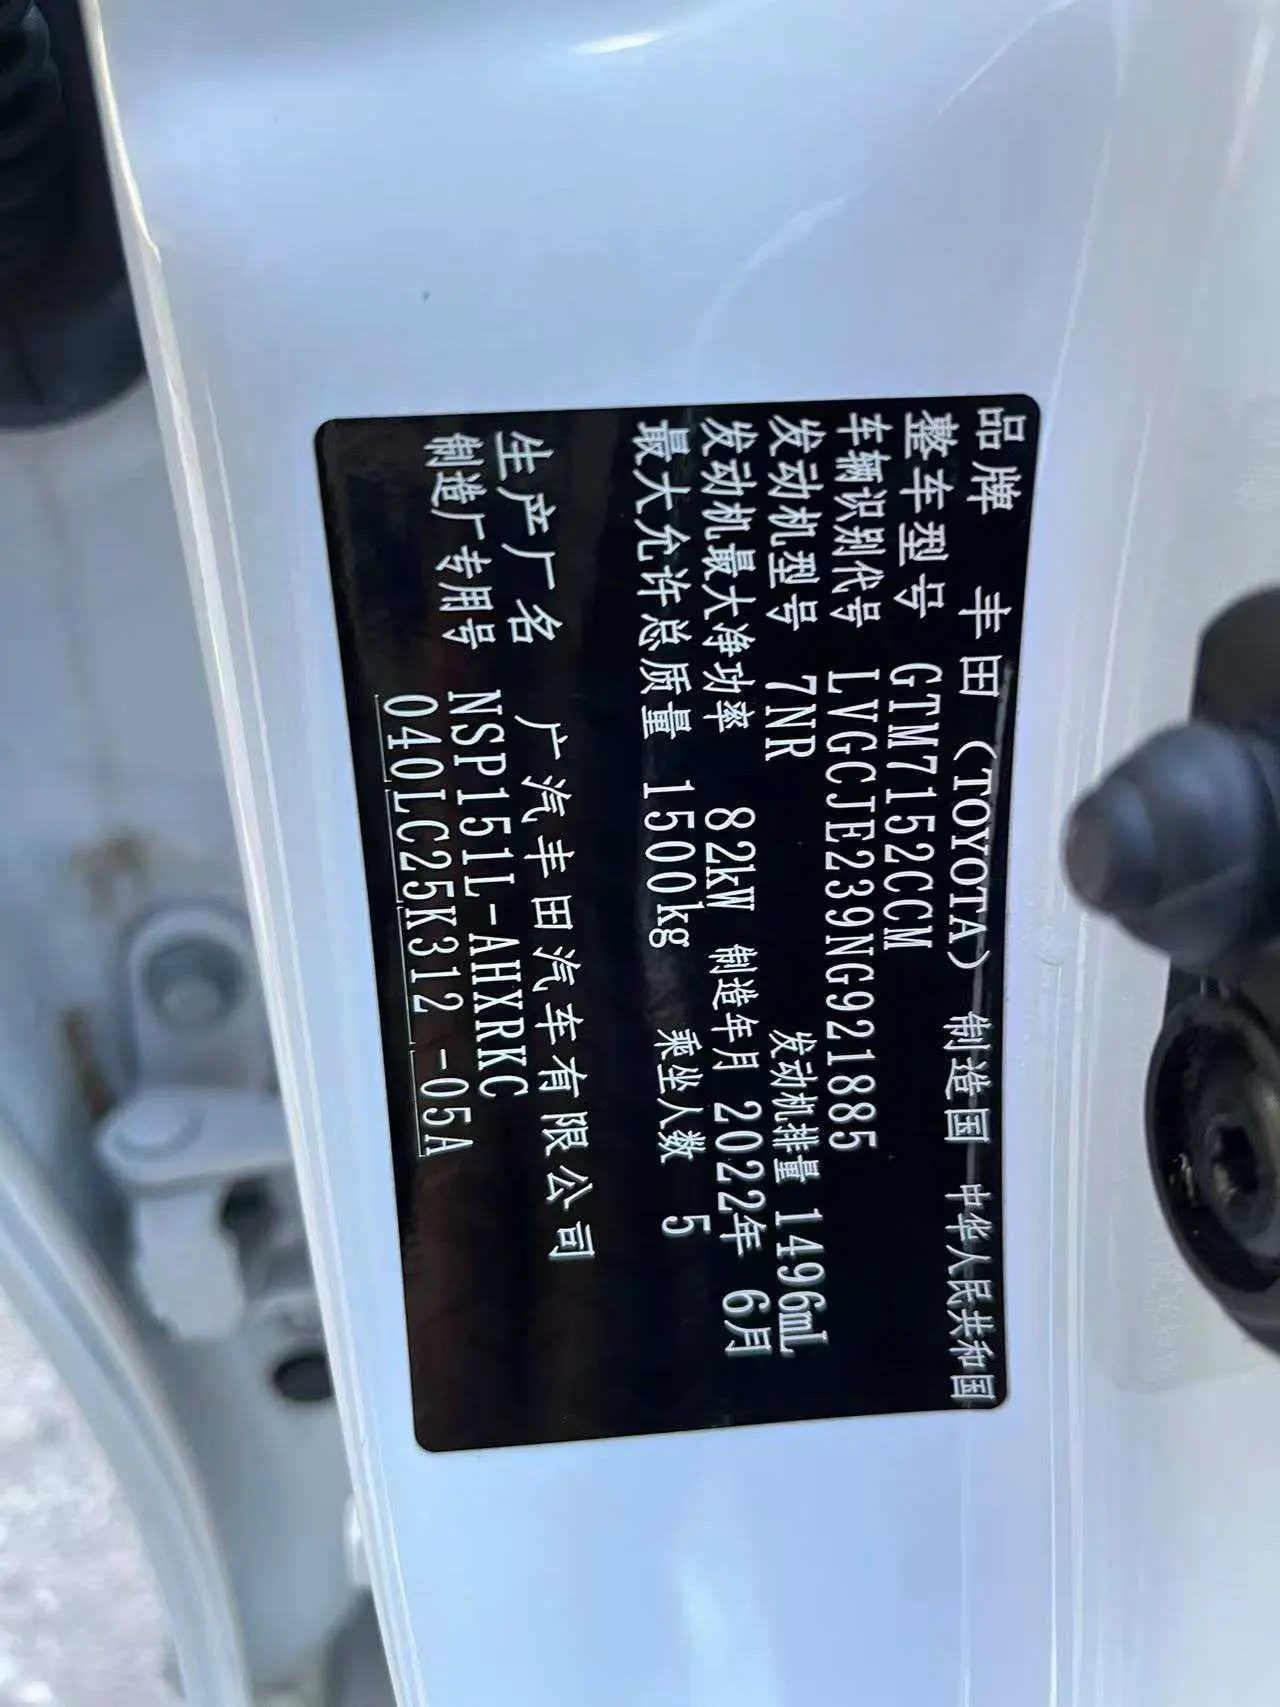 品牌 丰田（TOYOTA） 制造国 中华人民共和国
整车型号 GTM7152CCM
车辆识别代号 LVGCJE239NG921885
发动机型号 7NR 发动机排量 1496mL
发动机最大净功率 82kW 制造年月 2022年 6月
最大允许总质量 1500kg 乘坐人数 5
生产厂名 广汽丰田汽车有限公司
制造厂专用号 NSP151L-AHXRKC
040LC25K312 -05A